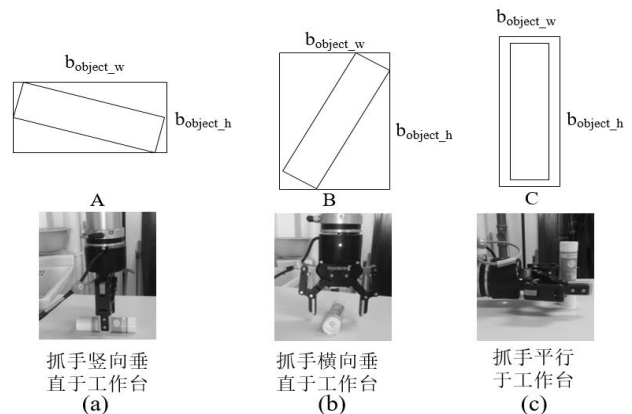 b_object_w
b_object_h
A
b_object_w
b_object_h
B
b_object_w
b_object_h
C
抓手竖向垂
直于工作台
(a)
抓手横向垂
直于工作台
(b)
抓手平行
于工作台
(c)